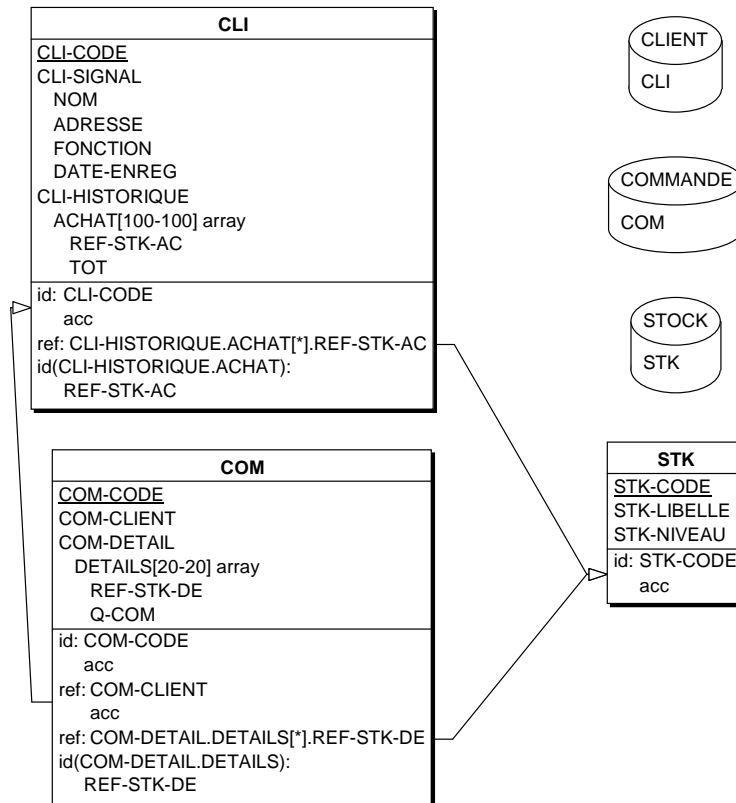 CLI
CLI-CODE
CLI-SIGNAL
NOM
ADRESSE
FONCTION
DATE-ENREG
CLI-HISTORIQUE
ACHAT[100-100] array
REF-STK-AC
TOT
id: CLI-CODE
acc
ref: CLI-HISTORIQUE.ACHAT[*].REF-STK-AC
id(CLI-HISTORIQUE.ACHAT):
REF-STK-AC
CLIENT
CLI
COMMANDE
COM
STOCK
STK
COM
COM-CODE
COM-CLIENT
COM-DETAIL
DETAILS[20-20] array
REF-STK-DE
Q-COM
id: COM-CODE
acc
ref: COM-CLIENT
acc
ref: COM-DETAIL.DETAILS[*].REF-STK-DE
id(COM-DETAIL.DETAILS):
REF-STK-DE
STK
STK-CODE
STK-LIBELLE
STK-NIVEAU
id: STK-CODE
acc